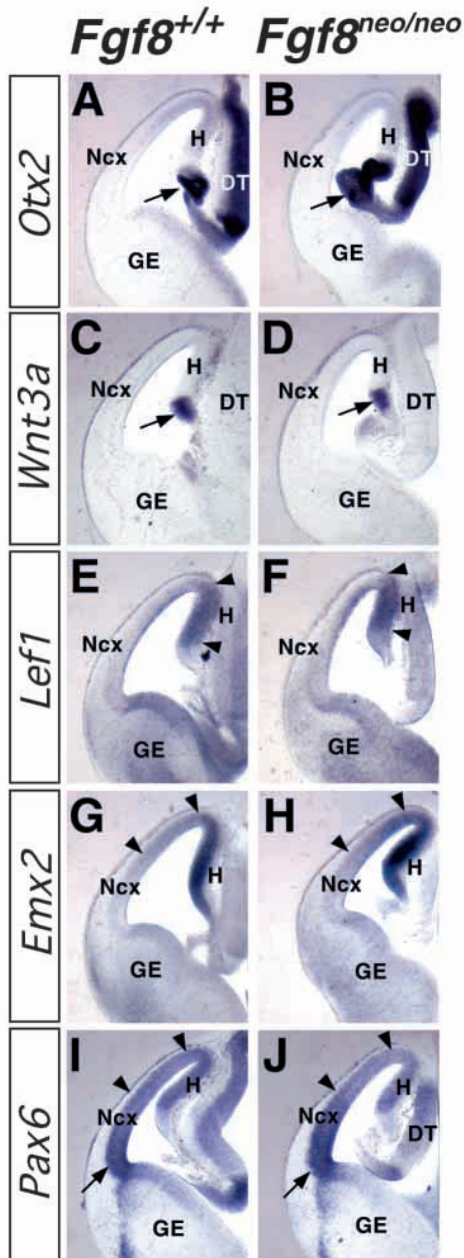 Fgf8+/+ Fgf8neo/neo
Otx2
A B
H H
Ncx Ncx
DT DT
GE GE
Wnt3a
C D
H H
Ncx Ncx
DT DT
GE GE
Lef1
E F
H H
Ncx Ncx
GE GE
Emx2
G H
Ncx H Ncx H
GE GE
Pax6
I J
H H
Ncx Ncx
DT
GE GE